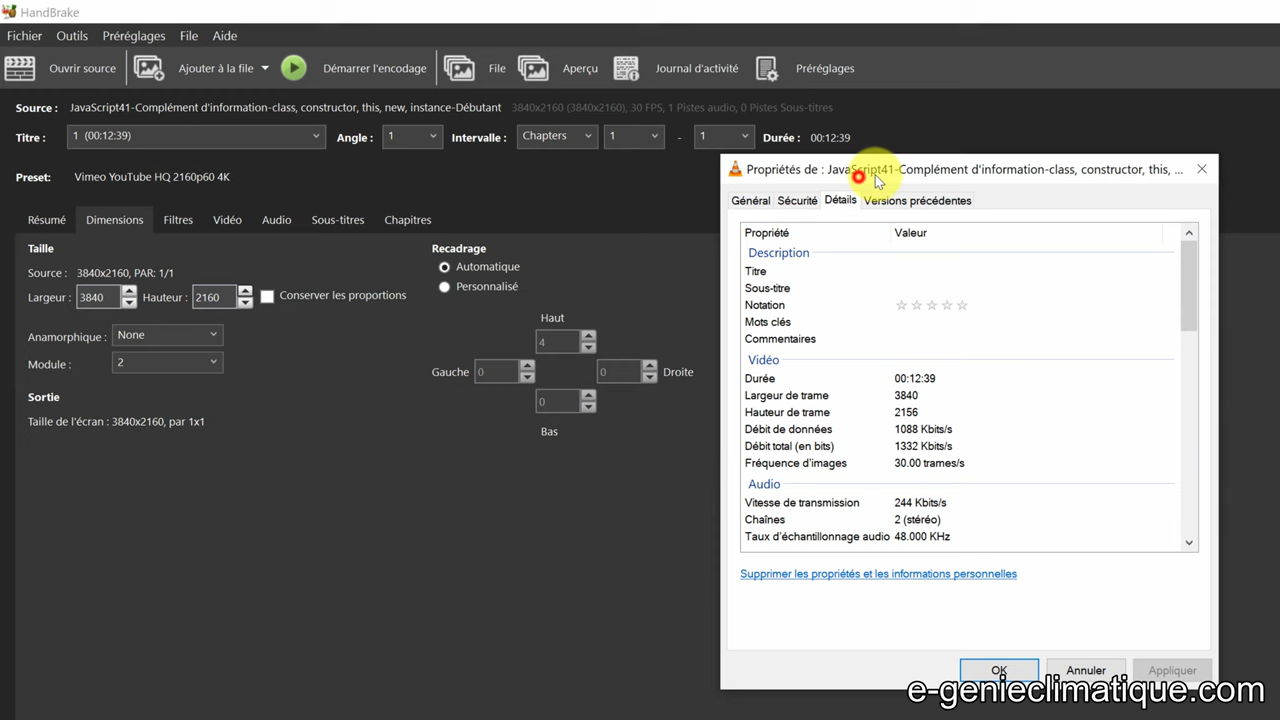 HandBrake
Fichier Outils Préréglages File Aide
Ouvrir source Ajouter à la file Démarrer l'encodage File Aperçu Journal d'activité Préréglages
Source : JavaScript41-Complément d'information-class, constructor, this, new, instance-Débutant 3840x2160 (3840x2160), 30 FPS, 1 Pistes audio, 0 Pistes Sous-titres
Titre : 1 (00:12:39) Angle : 1 Intervalle : Chapters 1 - 1 Durée : 00:12:39
Preset: Vimeo YouTube HQ 2160p60 4K
Résumé Dimensions Filtres Vidéo Audio Sous-titres Chapitres
Taille
Source : 3840x2160, PAR: 1/1
Largeur : 3840 Hauteur : 2160 Conserver les proportions
Anamorphique : None
Module : 2
Sortie
Taille de l'écran : 3840x2160, par 1x1
Recadrage
Automatique
Personnalisé
Haut
4
Gauche 0 0 Droite
0
Bas
Propriétés de : JavaScript41-Complément d'information-class, constructor, this, ...
Général Sécurité Détails Versions précédentes
Propriété Valeur
Description
Titre
Sous-titre
Notation
Mots clés
Commentaires
Vidéo
Durée 00:12:39
Largeur de trame 3840
Hauteur de trame 2156
Débit de données 1088 Kbits/s
Débit total (en bits) 1332 Kbits/s
Fréquence d'images 30.00 trames/s
Audio
Vitesse de transmission 244 Kbits/s
Chaînes 2 (stéréo)
Taux d'échantillonnage audio 48.000 KHz
Supprimer les propriétés et les informations personnelles
OK Annuler Appliquer
e-genieclimatique.com